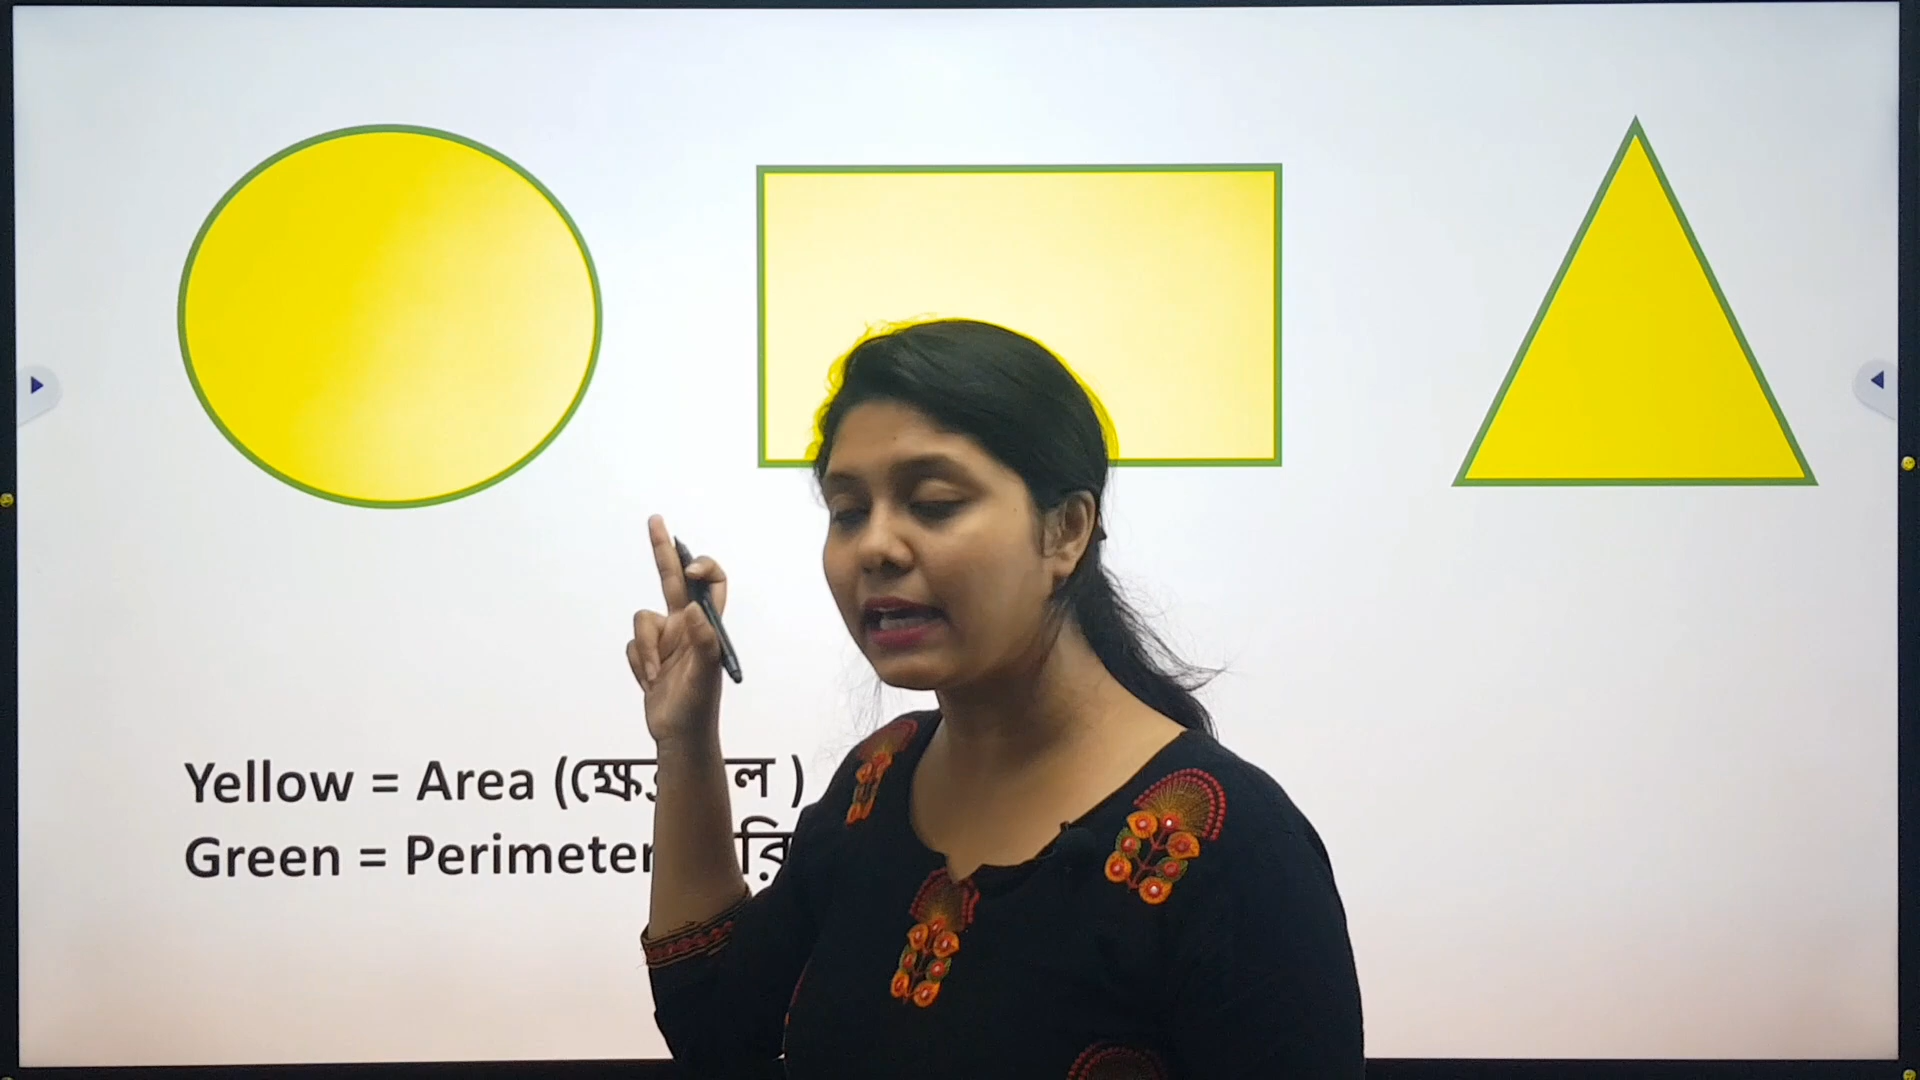 Yellow = Area (
Green = Perimeter